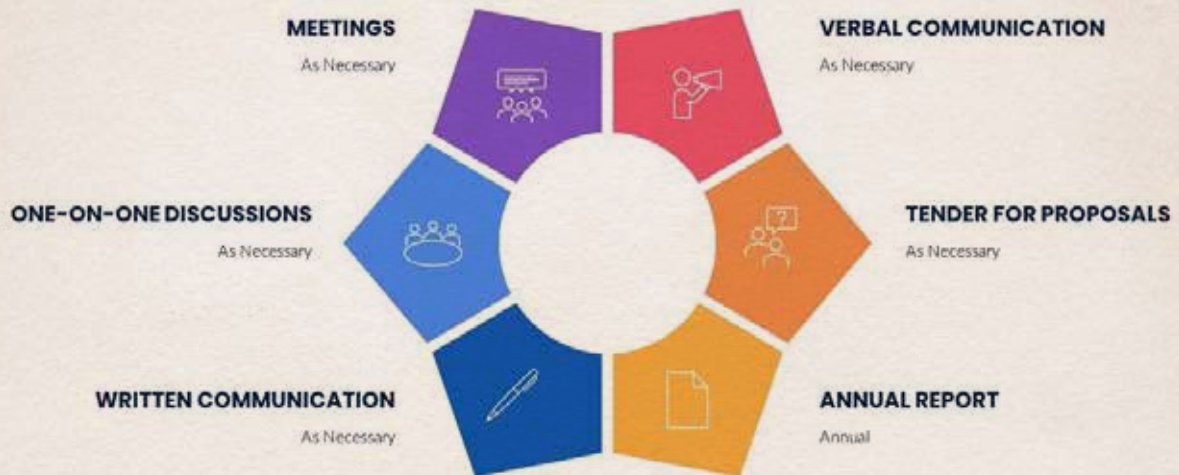 MEETINGS
As Necessary
VERBAL COMMUNICATION
As Necessary
ONE-ON-ONE DISCUSSIONS
As Necessary
?
TENDER FOR PROPOSALS
As Necessary
WRITTEN COMMUNICATION
As Necessary
ANNUAL REPORT
Annual